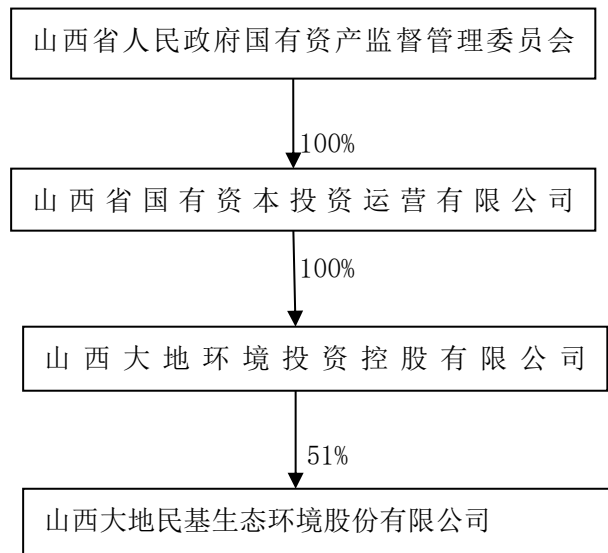 山西省人民政府国有资产监督管理委员会
100%
山西省国有资本投资运营有限公司
100%
山西大地环境投资控股有限公司
51%
山西大地民基生态环境股份有限公司